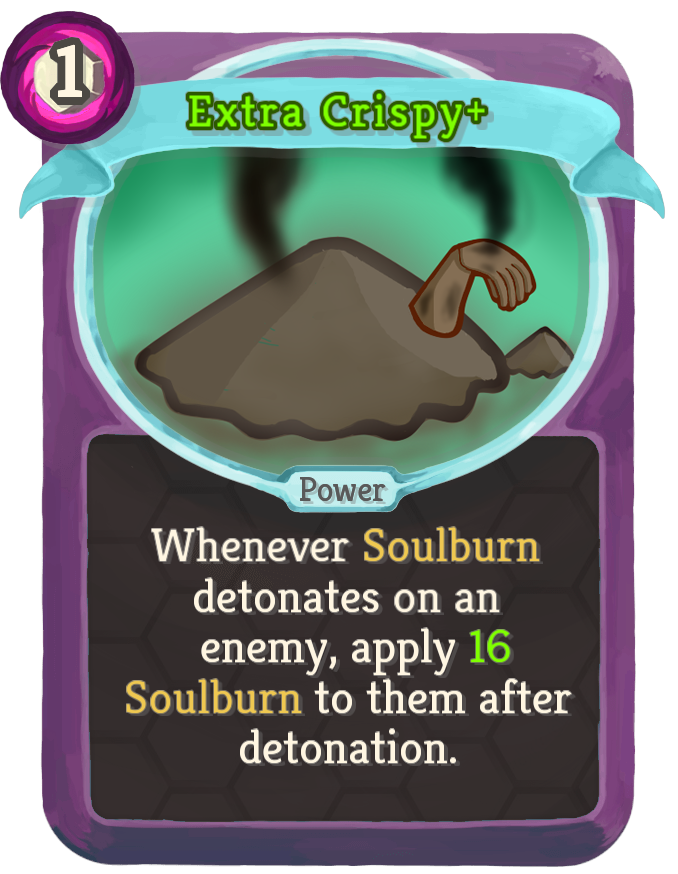 1
Extra Crispy+
Power
Whenever Soulburn
detonates on an
enemy, apply 16
Soulburn to them after
detonation.